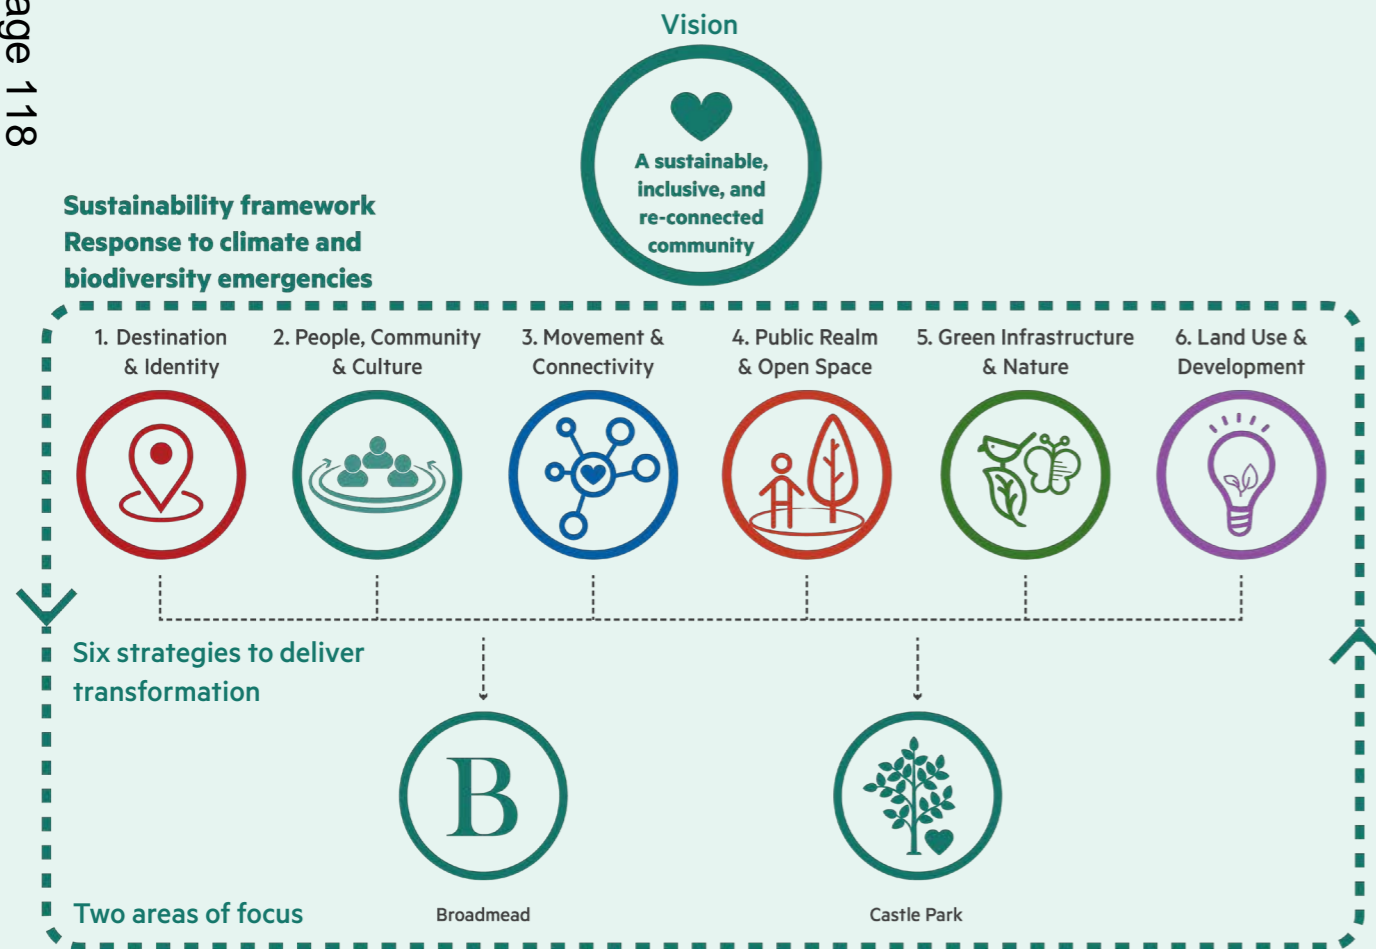 age 118
Vision
A sustainable,
inclusive, and
re-connected
community
Sustainability framework
Response to climate and
biodiversity emergencies
1. Destination
& Identity
2. People, Community
& Culture
3. Movement &
Connectivity
4. Public Realm
& Open Space
5. Green Infrastructure
& Nature
6. Land Use &
Development
Six strategies to deliver
transformation
B
Two areas of focus
Broadmead
Castle Park